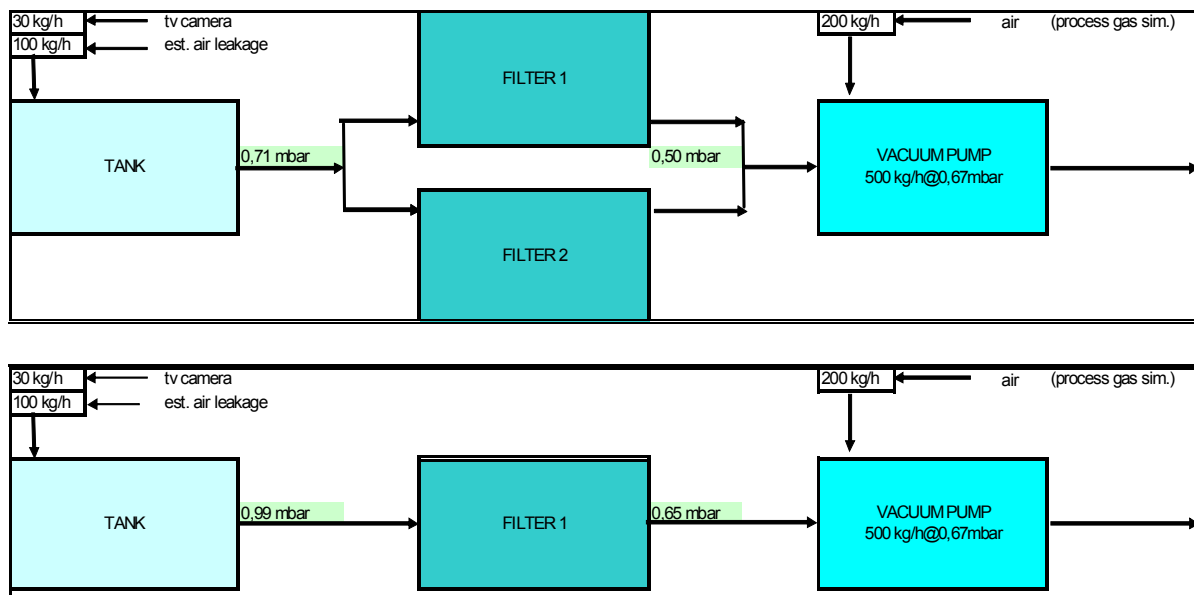 30 kg/h tv camera 200 kg/h air (process gas sim.)
100 kg/h est. air leakage
FILTER 1
0,71 mbar 0,50 mbar
TANK
VACUUM PUMP
500 kg/h@0,67mbar
FILTER 2
30 kg/h tv camera 200 kg/h air (process gas sim.)
100 kg/h est. air leakage
0,99 mbar 0,65 mbar
TANK
FILTER 1
VACUUM PUMP
500 kg/h@0,67mbar